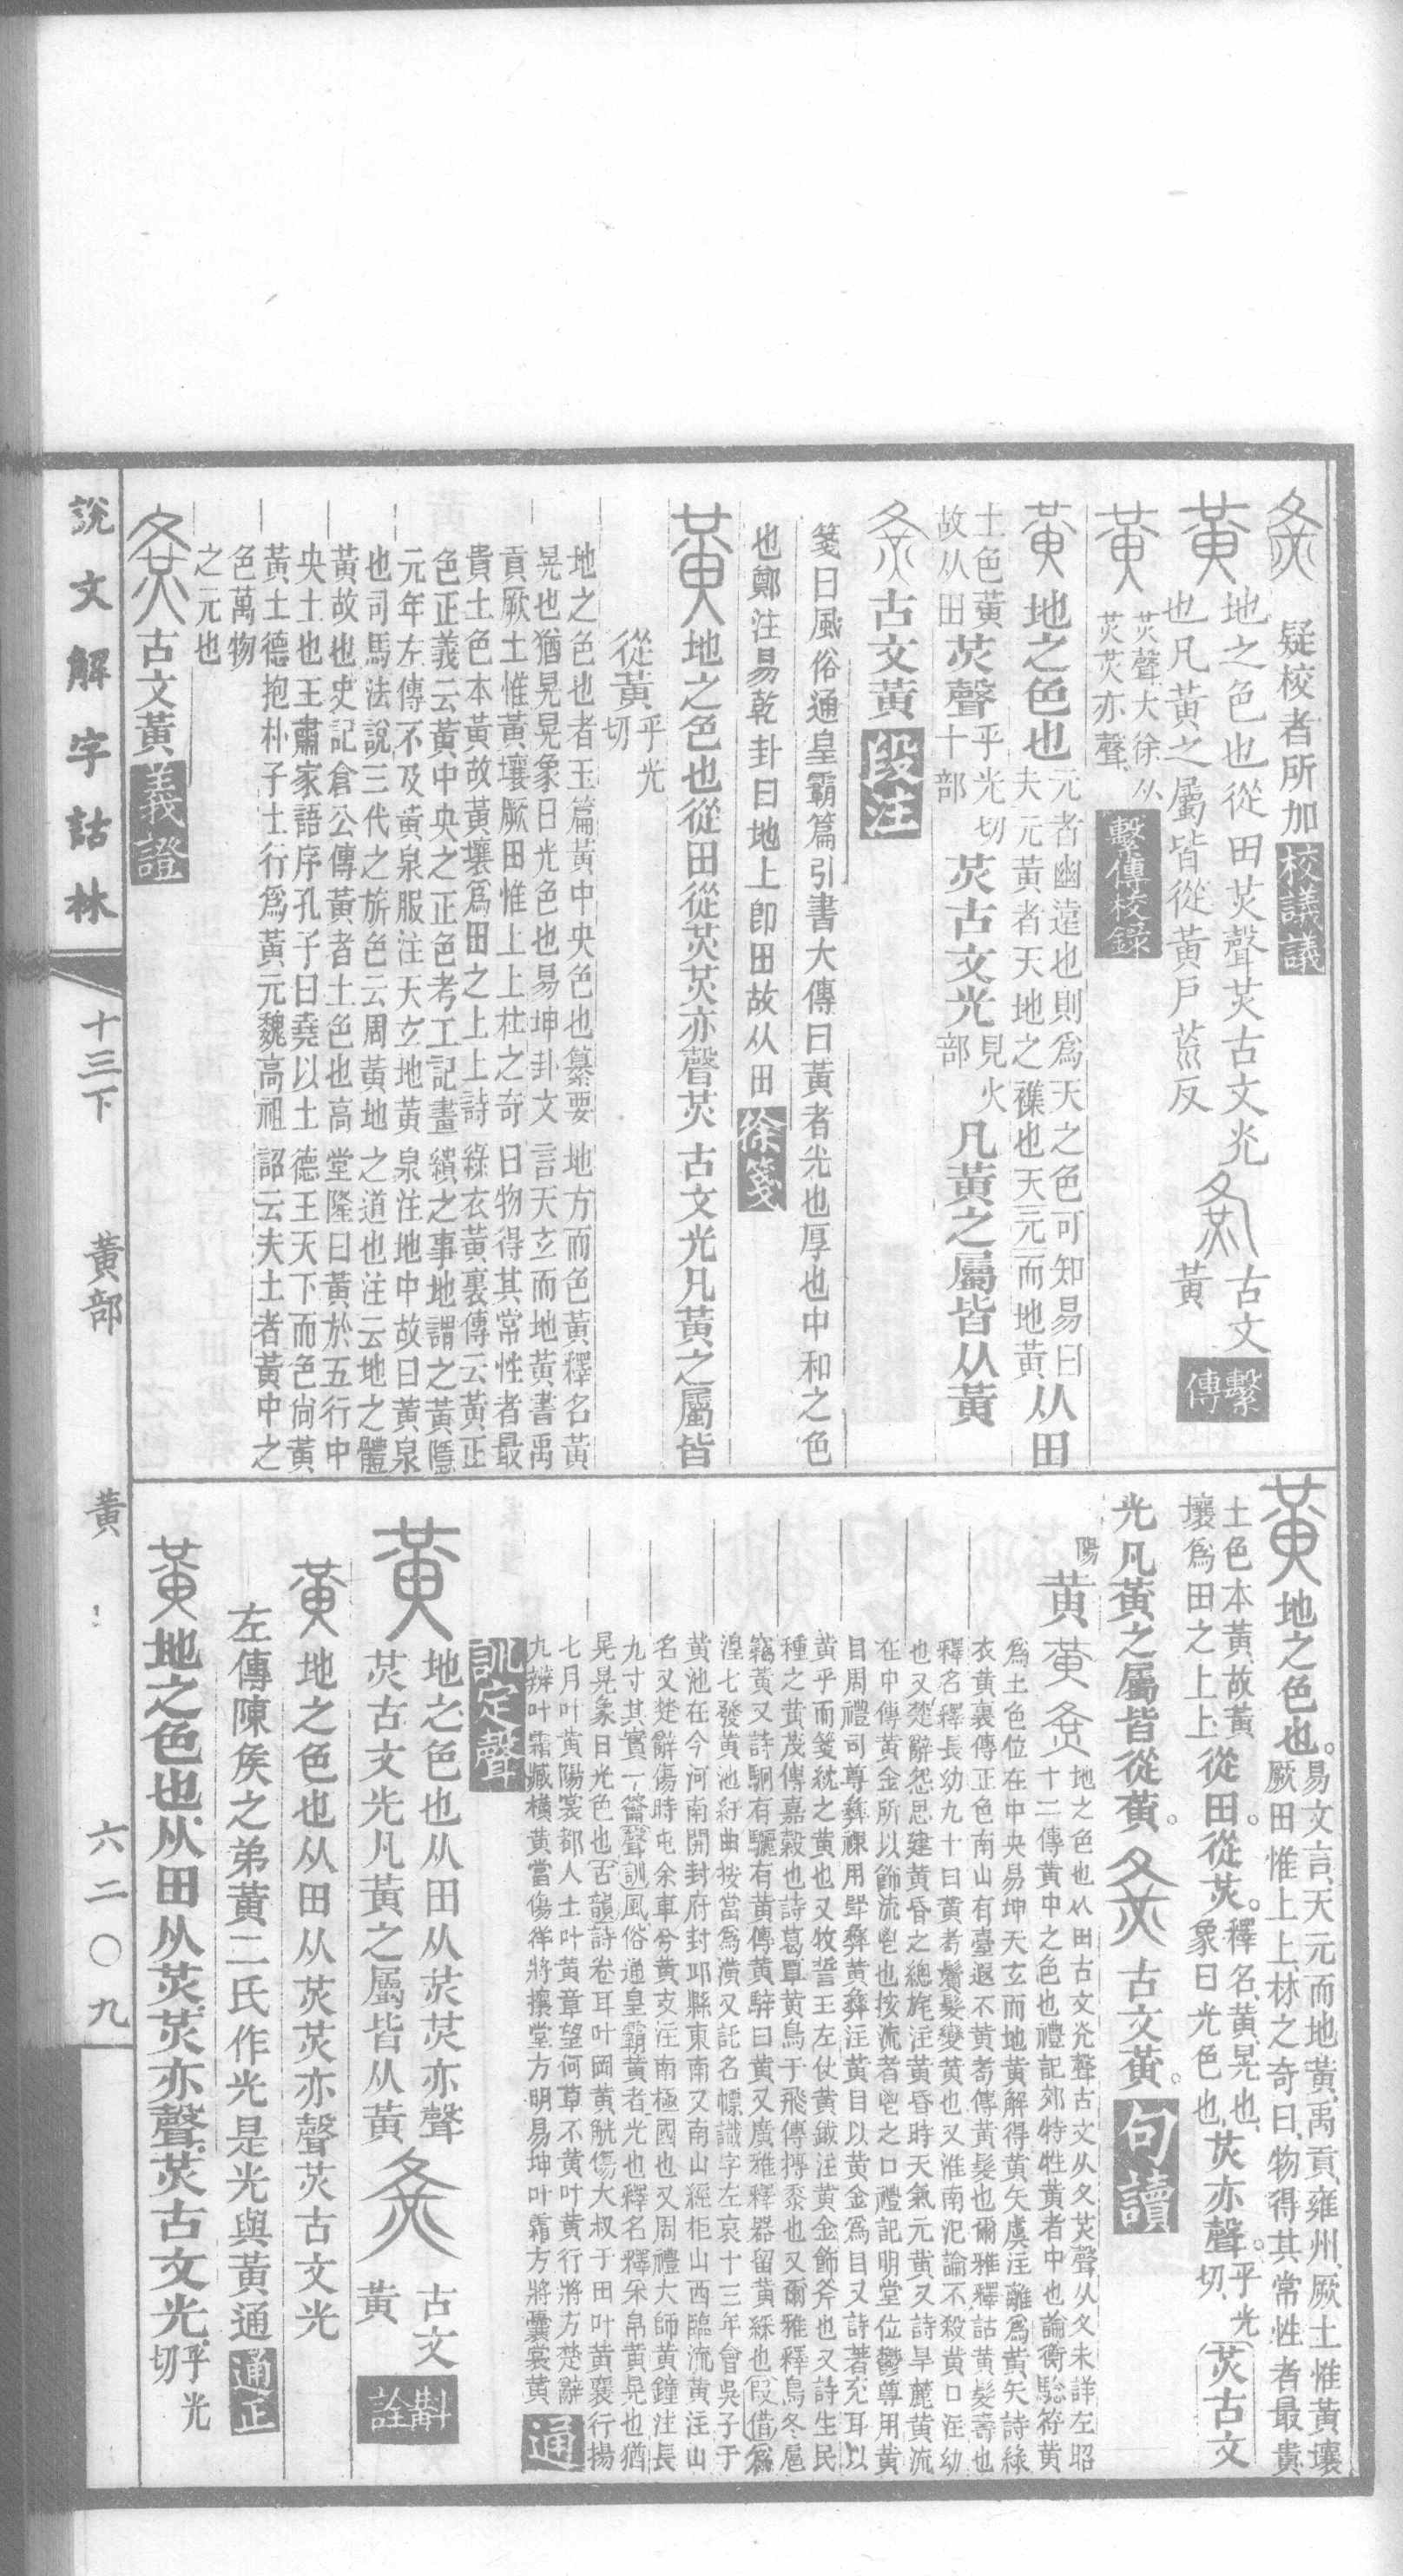 疑校者所加 校議議
黃 地之色也從田炗聲炗古文光 古文黃 繫傳
也凡黃之屬皆從黃戶荒反
黃 炗聲大徐从
炗炗亦聲 繫傳校錄
黃 地之色也 元者幽遠也則爲天之色可知易曰
夫元黃者天地之襍也天元而地黃 从田
土色黃
故从田 炗聲 乎光切
十部 炗古文光 見火
部 凡黃之屬皆从黃
古文黃 段注
箋曰風俗通皇霸篇引書大傳曰黃者光也厚也中和之色
也鄭注易乾卦曰地上卽田故从田 徐箋
黃 地之色也從田從炗炗亦聲炗古文光凡黃之屬皆
從黃 乎光
切
地之色也者玉篇黃中央色也纂要 地方而色黃釋名黃
晃也猶晃晃象日光色也易坤卦文 言天玄而地黃書禹
貢厥土惟黃壤厥田惟上上杜之奇 曰物得其常性者最
貴土色本黃故黃壤爲田之上上詩 綠衣黃裏傳云黃正
色正義云黃中央之正色考工記畫 繢之事地謂之黃隱
元年左傳不及黃泉服注天玄地黃 泉注地中故曰黃泉
也司馬法說三代之旂色云周黃地 之道也注云地之體
黃故也史記倉公傳黃者土色也高 堂隆曰黃於五行中
央土也王肅家語序孔子曰堯以土 德王天下而色尙黃
黃土德抱朴子土行爲黃元魏高祖 詔云夫土者黃中之
色萬物
之元也
古文黃 義證
說文解字詁林 十三下 黃部 黃 六二〇九
黃 地之色也。易文言、天元而地黃、禹貢、雍州、厥土惟黃壤
厥田惟上上、林之奇曰、物得其常性者最貴
土色本黃、故黃
壤爲田之上上 從田。從炗。釋名、黃晃也、
象日光色也、 炗亦聲。乎光
切 炗古文
光凡黃之屬皆從黃。 古文黃。 句讀
陽 黃 地之色也从田古文光聲古文从夂炗聲从夂未詳左昭
十二傳黃中之色也禮記郊特牲黃者中也論衡騐符黃
爲土色位在中央易坤天玄而地黃解得黃矢虞注離爲黃矢詩綠
衣黃裏傳正色南山有臺遐不黃耇傳黃髮也爾雅釋詁黃髮壽也
釋名釋長幼九十曰黃耇鬢髮變黃也又淮南氾論不殺黃口注幼
也又楚辭怨思建黃昏之總旄注黃昏時天氣元黃又詩旱麓黃流
在中傳黃金所以飾流鬯也按流者鬯之口禮記明堂位鬱尊用黃
目周禮司尊彝祼用斝彝黃彝注黃目以黃金爲目又詩著充耳以
黃乎而箋紞之黃也又牧誓王左仗黃鉞注黃金飾斧也又詩生民
種之黃茂傳嘉穀也詩葛覃黃鳥于飛傳摶黍也又爾雅釋鳥冬鳸
竊黃又詩駉有驪有黃傳黃騂曰黃又廣雅釋器留黃綵也叚借爲
湟七發黃池紆曲按當爲潢又託名幖識字左哀十三年會吳子于
黃池在今河南開封府封邱縣東南又南山經柜山西臨流黃注山
名又楚辭傷時屯余車兮黃支注南極國也又周禮大師黃鐘注長
九寸其實一籥聲訓風俗通皇霸黃者光也釋名釋采帛黃晃也猶
晃晃象日光色也古韻詩卷耳叶岡黃觥傷大叔于田叶黃襄行揚
七月叶黃陽裳都人士叶黃章望何草不黃叶黃行將方楚辭
九辨叶霜藏橫黃當傷徉將攘堂方明易坤叶霜方將囊裳黃 通訓定聲
黃 地之色也从田从炗炗亦聲
炗古文光凡黃之屬皆从黃 古文黃 斠詮
黃 地之色也从田从炗炗亦聲炗古文光
左傳陳矦之弟黃二氏作光是光與黃通 通正
黃 地之色也从田从炗炗亦聲炗古文光 乎光
切